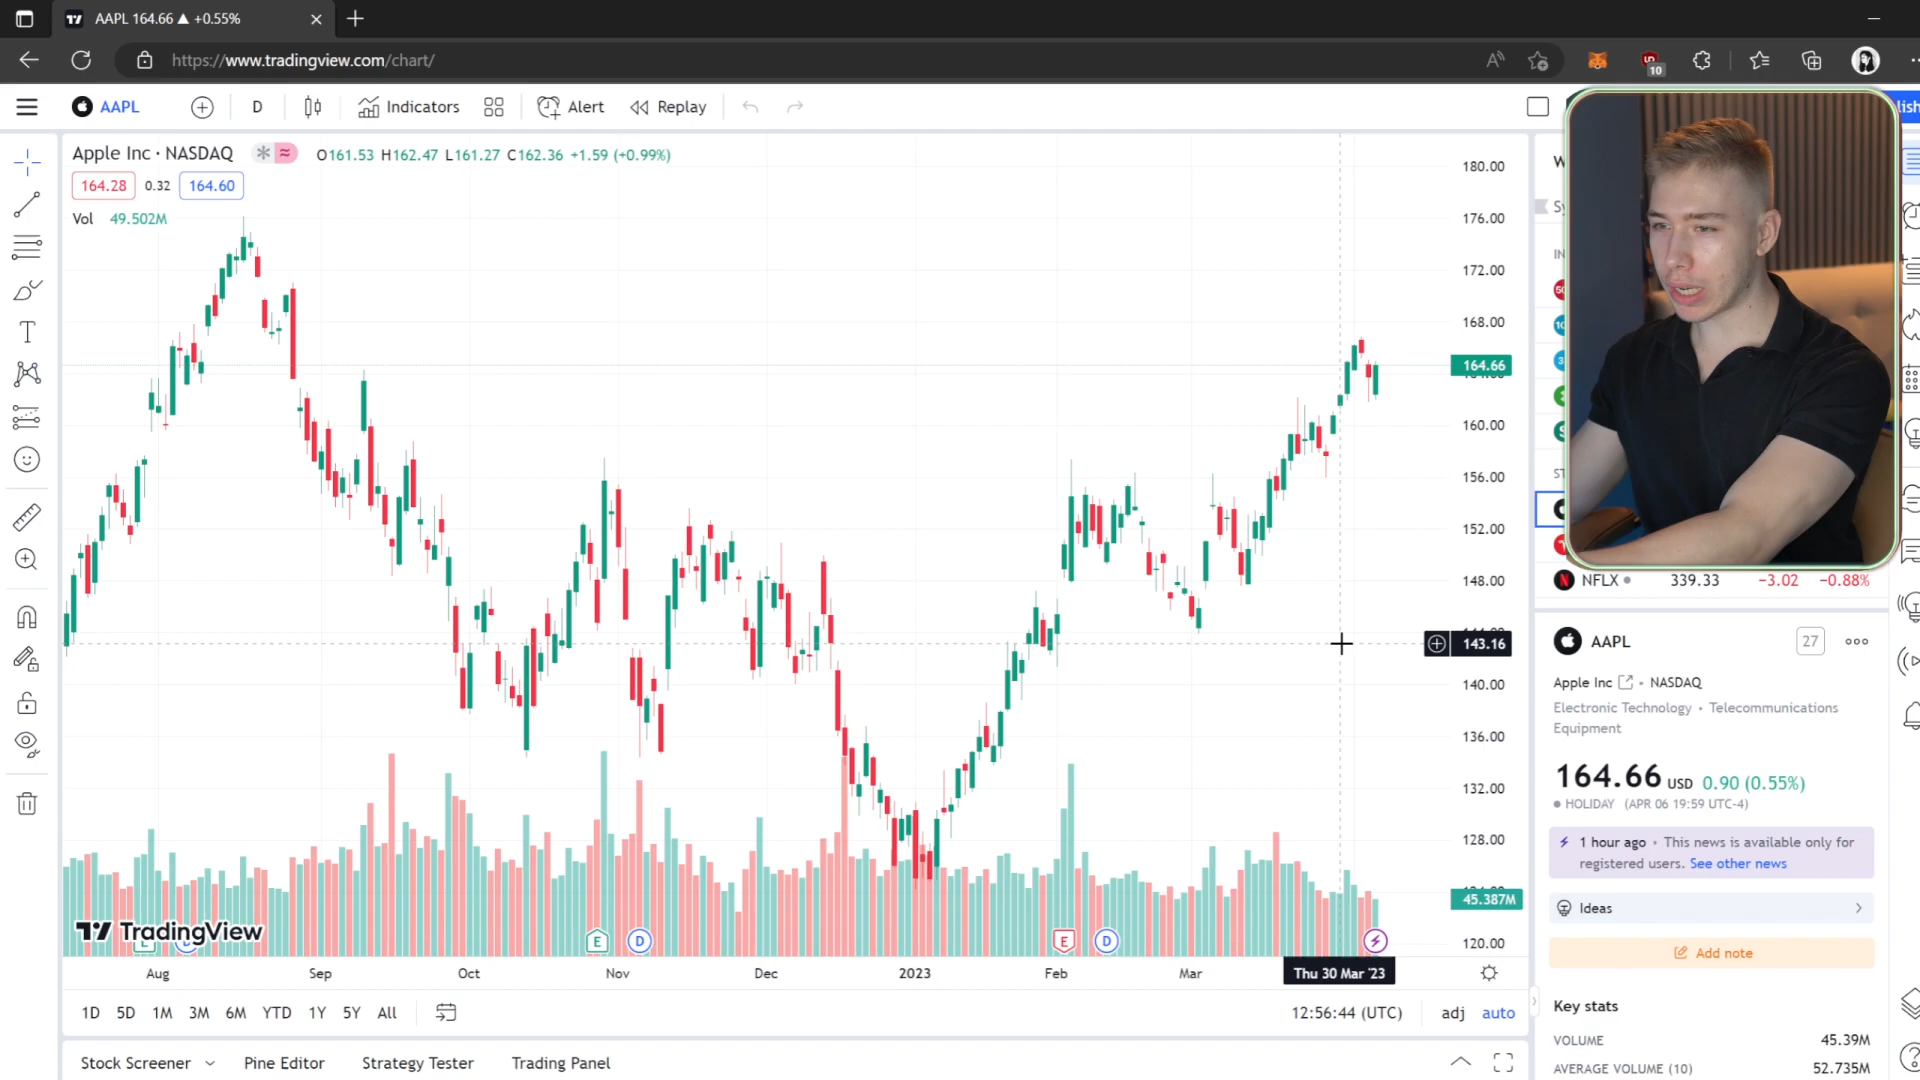 AAPL 164.66 ▲ +0.55%
https://www.tradingview.com/chart/
10
AAPL
D
Indicators
Alert
Replay
lish
Apple Inc · NASDAQ
O161.53 H162.47 L161.27 C162.36 +1.59 (+0.99%)
164.28 0.32 164.60
Vol 49.502M
180.00
176.00
172.00
168.00
164.66
160.00
156.00
152.00
148.00
143.16
140.00
136.00
132.00
128.00
45.387M
120.00
TradingView
E D E D
Aug Sep Oct Nov Dec 2023 Feb Mar Thu 30 Mar '23
1D 5D 1M 3M 6M YTD 1Y 5Y All
12:56:44 (UTC) adj auto
Stock Screener Pine Editor Strategy Tester Trading Panel
NFLX 339.33 −3.02 −0.88%
AAPL 27
Apple Inc • NASDAQ
Electronic Technology • Telecommunications
Equipment
164.66 USD 0.90 (0.55%)
HOLIDAY (APR 06 19:59 UTC-4)
1 hour ago • This news is available only for
registered users. See other news
Ideas
Add note
Key stats
VOLUME 45.39M
AVERAGE VOLUME (10) 52.735M